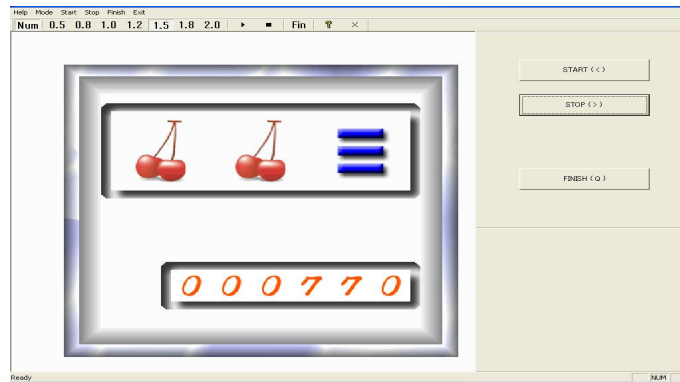 Help Mode Start Stop Finish Exit
Num 0.5 0.8 1.0 1.2 1.5 1.8 2.0 Fin ?
START (<)
STOP (>)
FINISH (Q)
000770
Ready
NUM